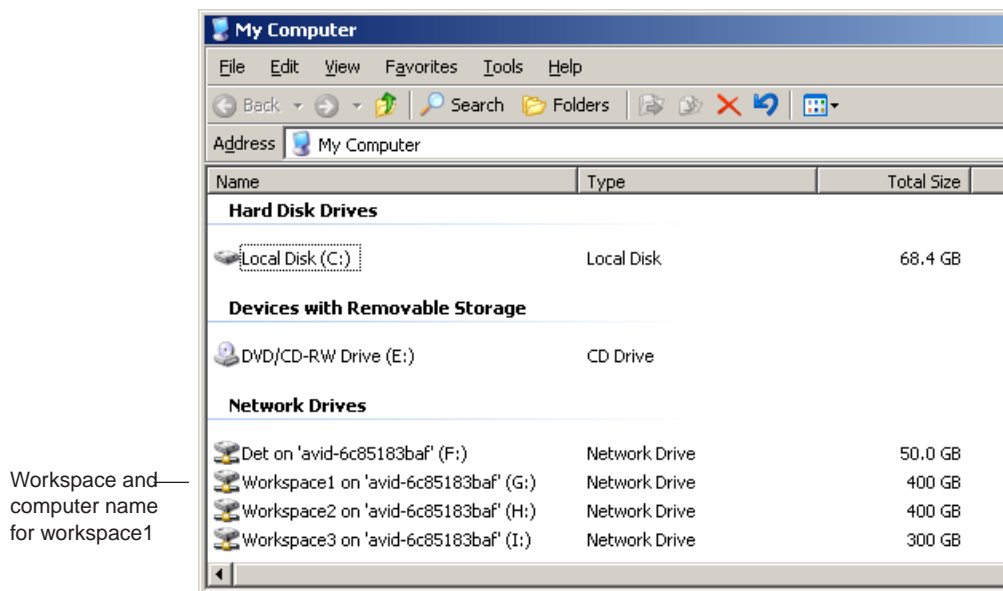 My Computer
File Edit View Favorites Tools Help
Back Search Folders
Address My Computer
Name Type Total Size
Hard Disk Drives
Local Disk (C:) Local Disk 68.4 GB
Devices with Removable Storage
DVD/CD-RW Drive (E:) CD Drive
Network Drives
Det on 'avid-6c85183baf' (F:) Network Drive 50.0 GB
Workspace1 on 'avid-6c85183baf' (G:) Network Drive 400 GB
Workspace2 on 'avid-6c85183baf' (H:) Network Drive 400 GB
Workspace3 on 'avid-6c85183baf' (I:) Network Drive 300 GB
Workspace and
computer name
for workspace1